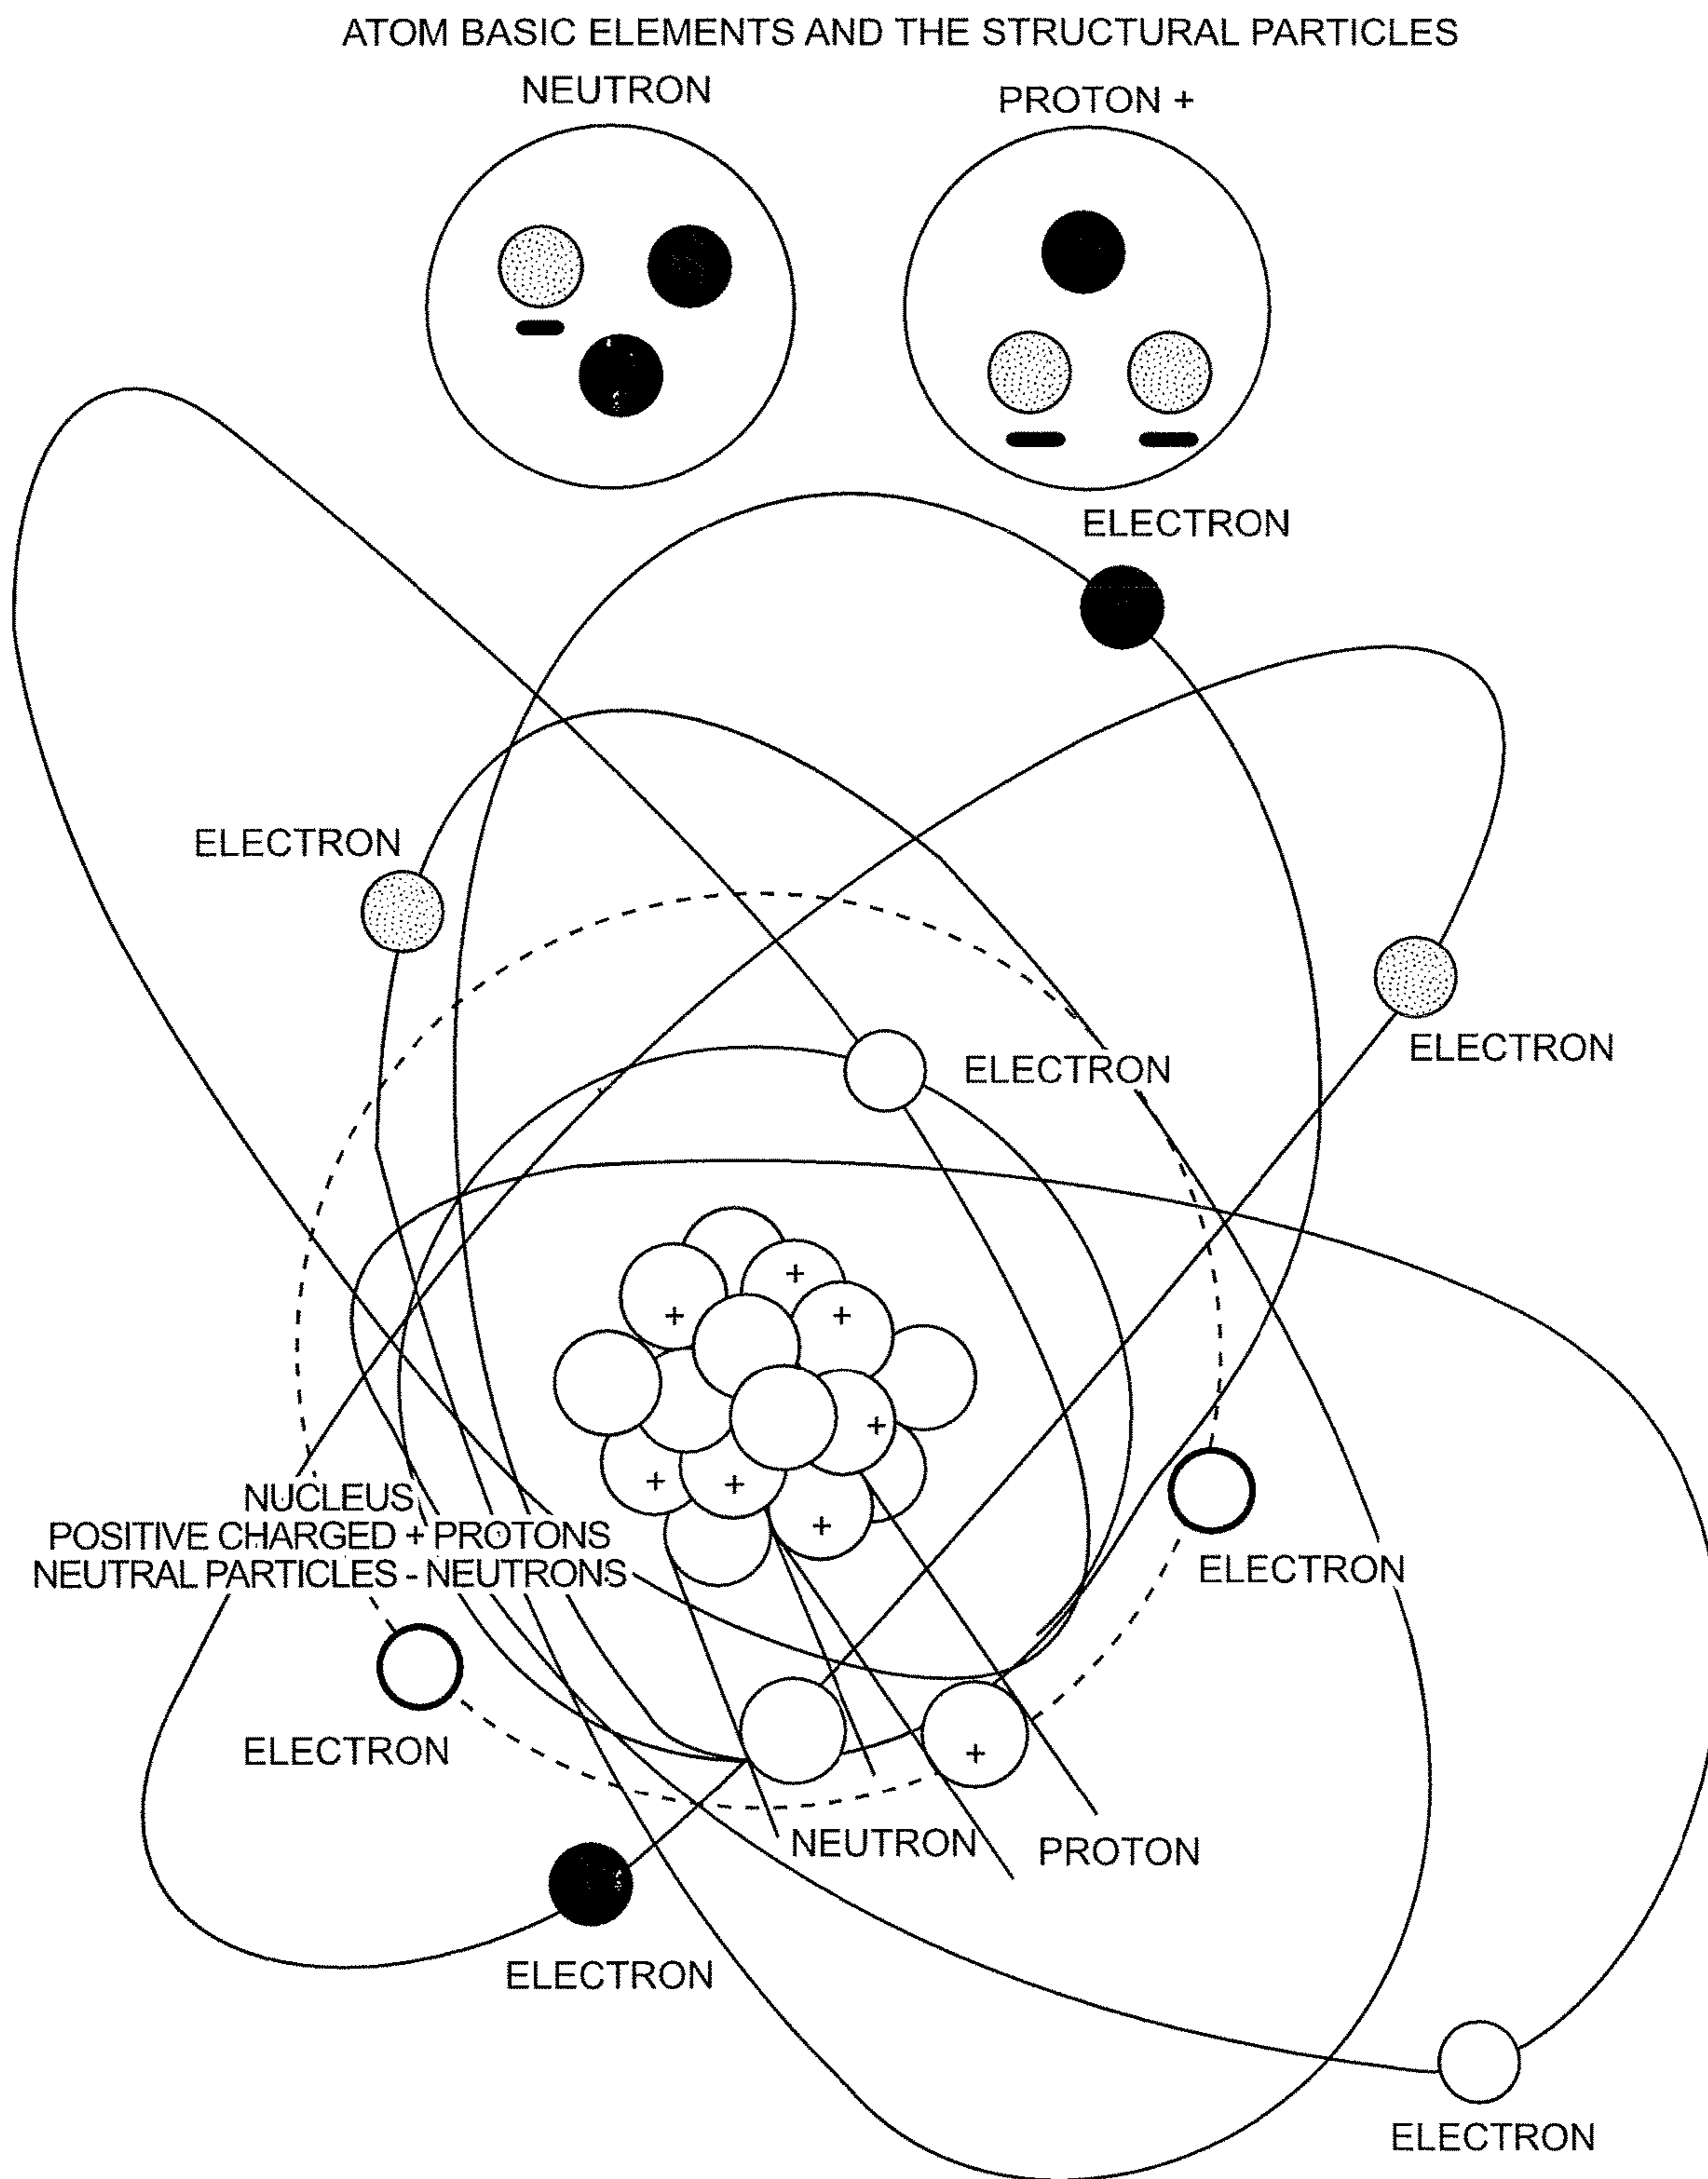 ATOM BASIC ELEMENTS AND THE STRUCTURAL PARTICLES
NEUTRON
PROTON +
ELECTRON
ELECTRON
ELECTRON
ELECTRON
+
+
+
+
+
+
+
NUCLEUS
POSITIVE CHARGED + PROTONS
NEUTRAL PARTICLES - NEUTRONS
ELECTRON
ELECTRON
+
NEUTRON
PROTON
ELECTRON
ELECTRON